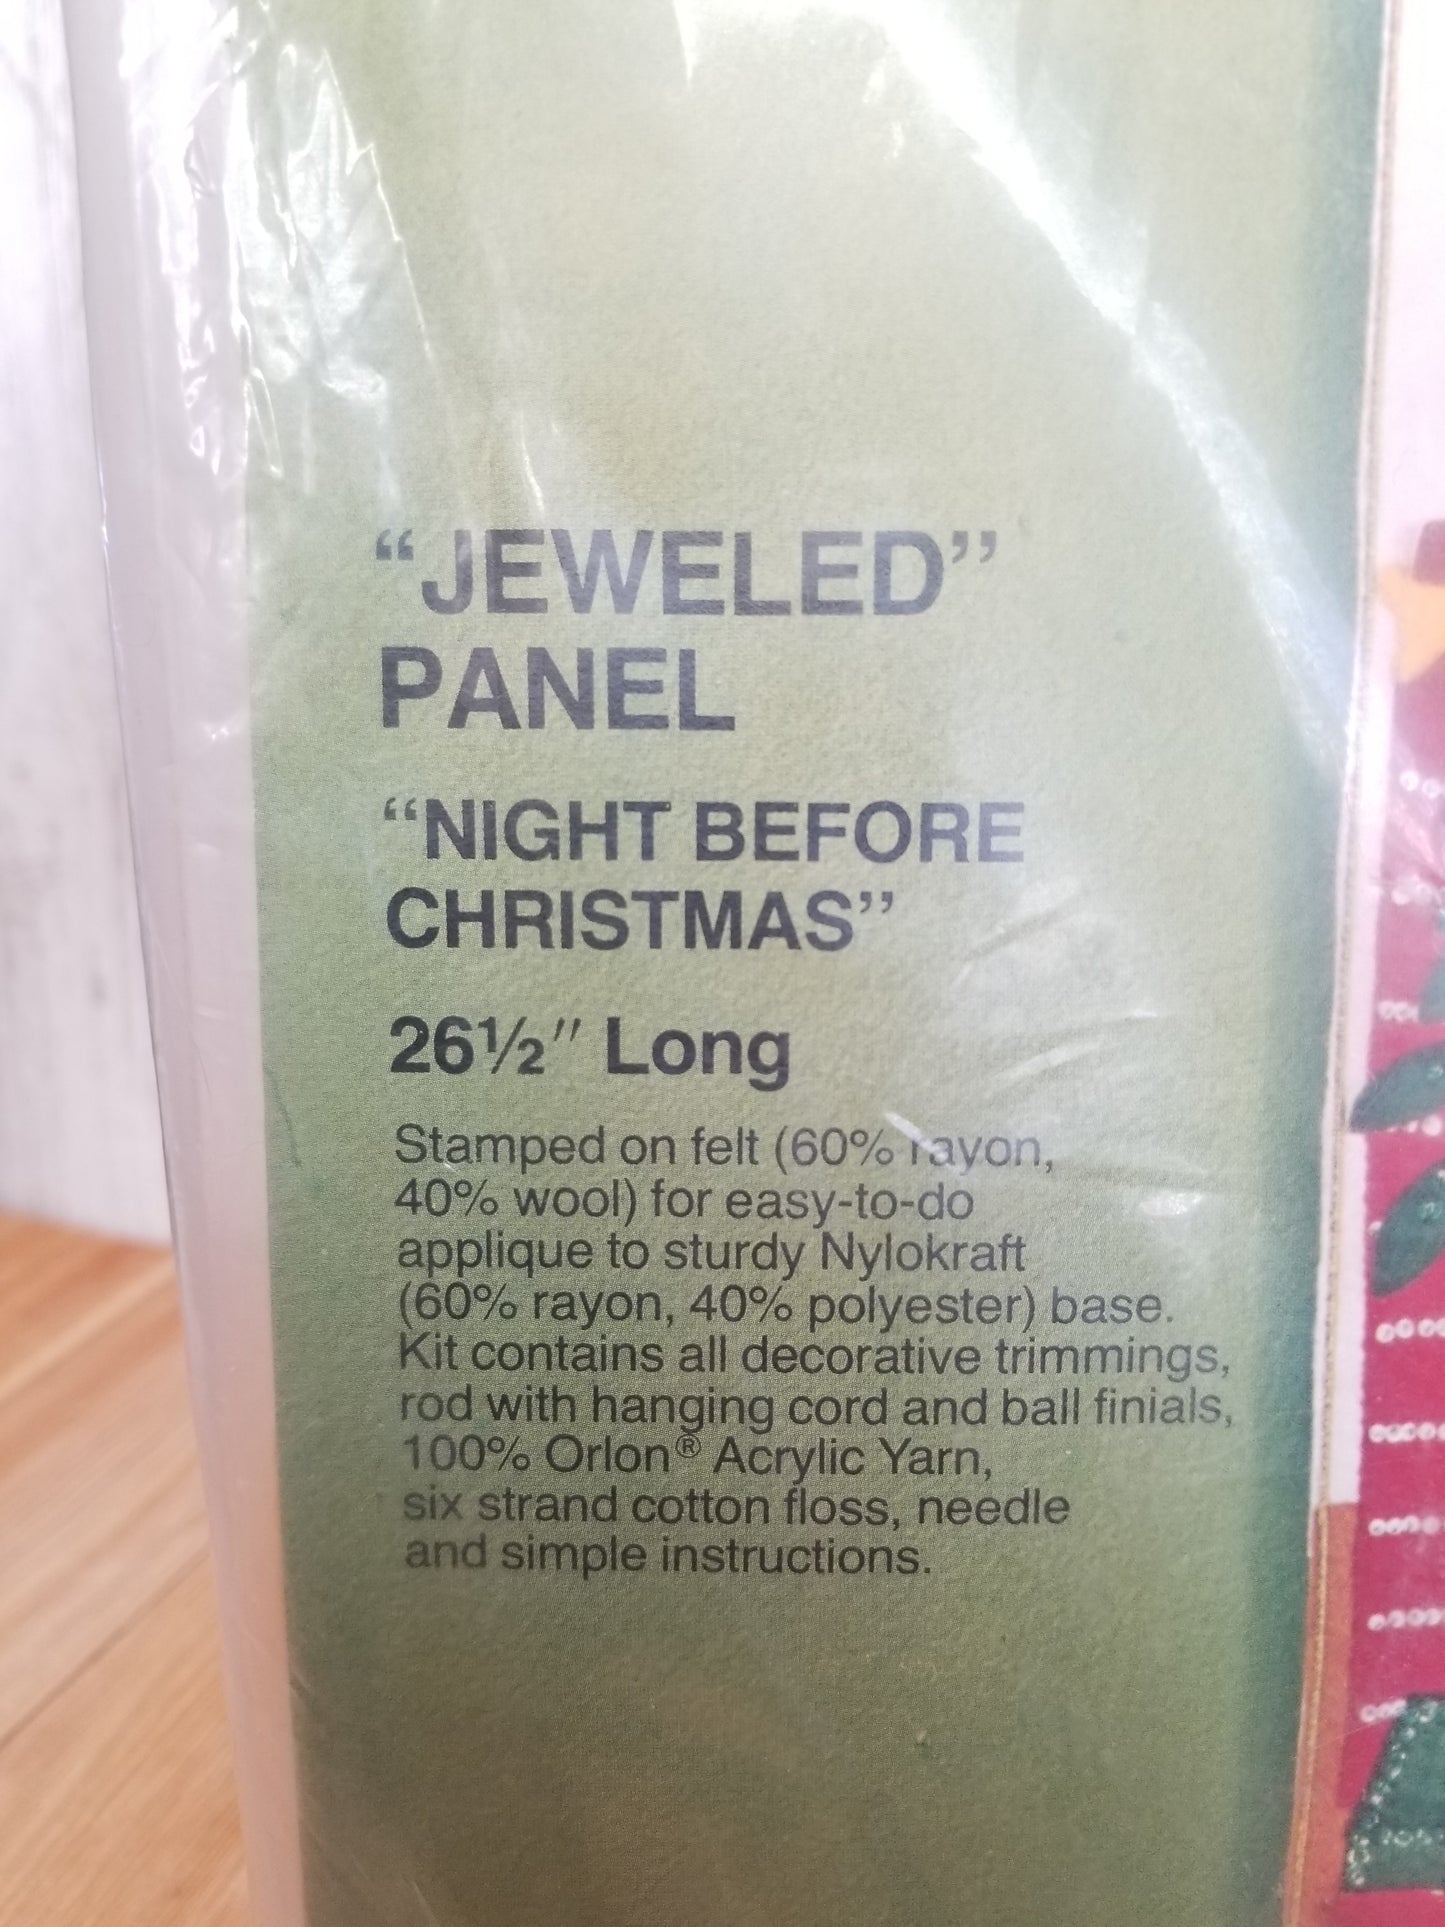 “JEWELED”
PANEL
“NIGHT BEFORE
CHRISTMAS”
26½″ Long
Stamped on felt (60% rayon,
40% wool) for easy-to-do
applique to sturdy Nylokraft
(60% rayon, 40% polyester) base.
Kit contains all decorative trimmings,
rod with hanging cord and ball finials,
100% Orlon® Acrylic Yarn,
six strand cotton floss, needle
and simple instructions.